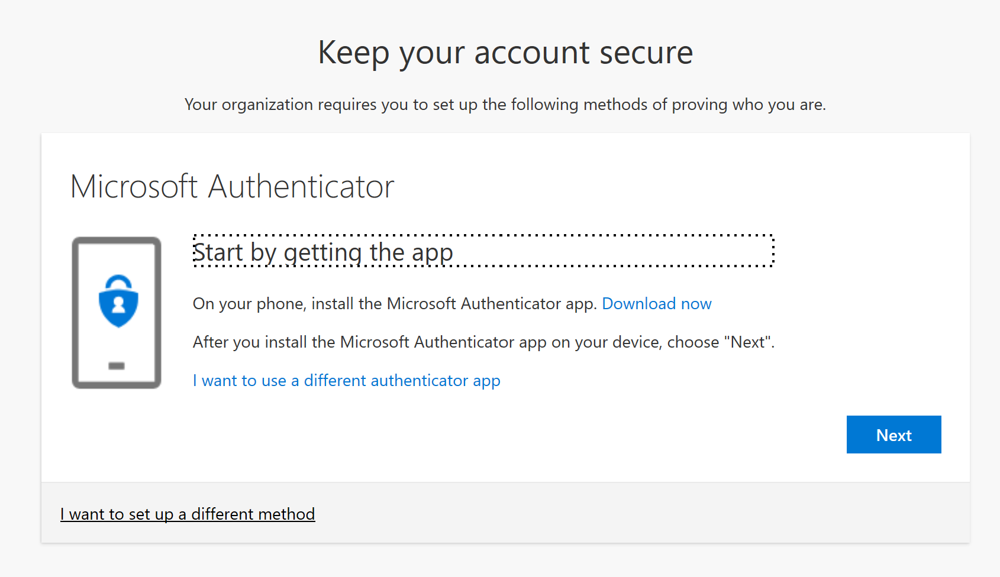 Keep your account secure
Your organization requires you to set up the following methods of proving who you are.
Microsoft Authenticator
Start by getting the app
On your phone, install the Microsoft Authenticator app. Download now
After you install the Microsoft Authenticator app on your device, choose "Next".
I want to use a different authenticator app
Next
I want to set up a different method